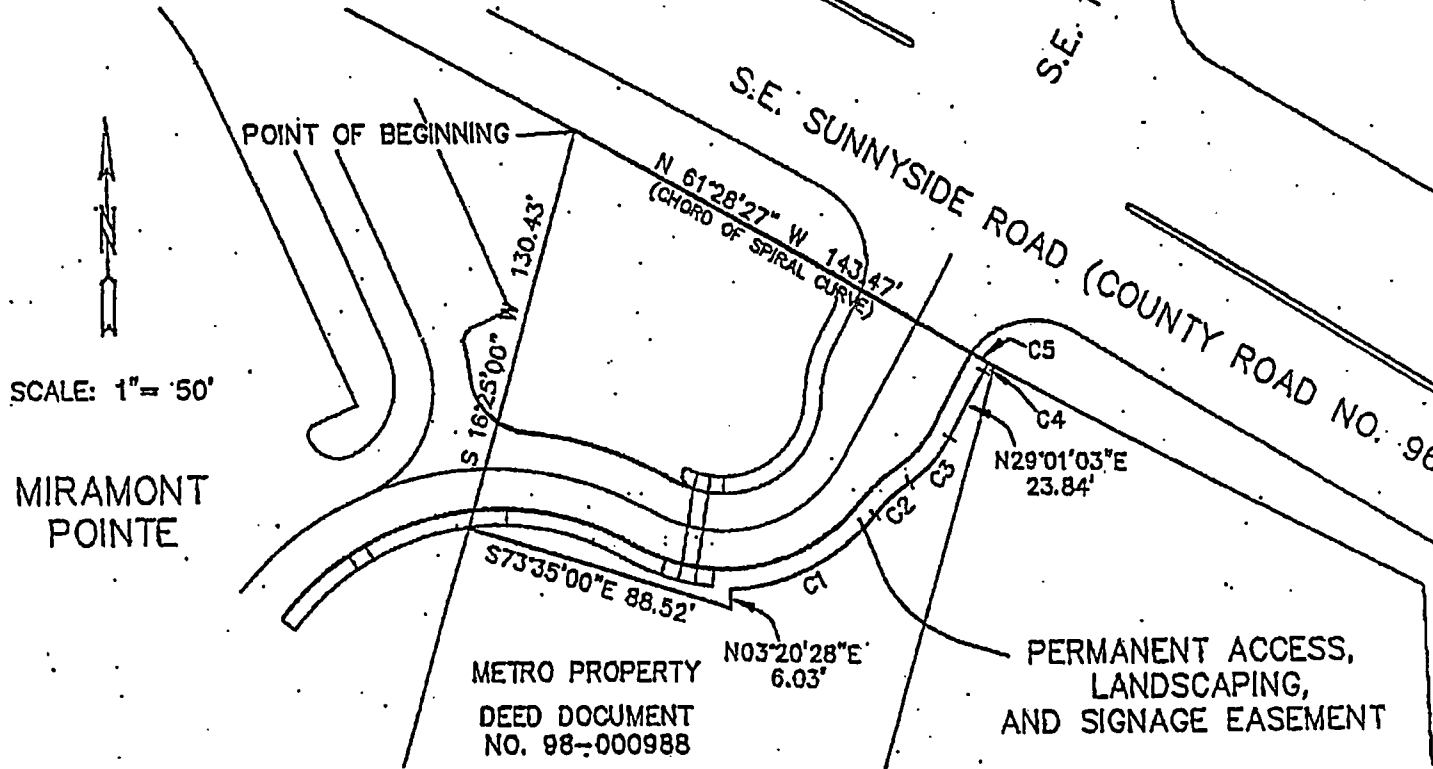 S.E.
S.E. SUNNYSIDE ROAD (COUNTY ROAD NO. 96
POINT OF BEGINNING
N 61°28'27" W 143.47'
(CHORD OF SPIRAL CURVE)
130.43'
S 16°25'00" W
N
SCALE: 1"= 50'
MIRAMONT
POINTE
C5
C4
N29°01'03"E
23.84'
C3
C2
C1
S73°35'00"E 88.52'
N03°20'28"E
6.03'
METRO PROPERTY
DEED DOCUMENT
NO. 98-000988
PERMANENT ACCESS,
LANDSCAPING,
AND SIGNAGE EASEMENT